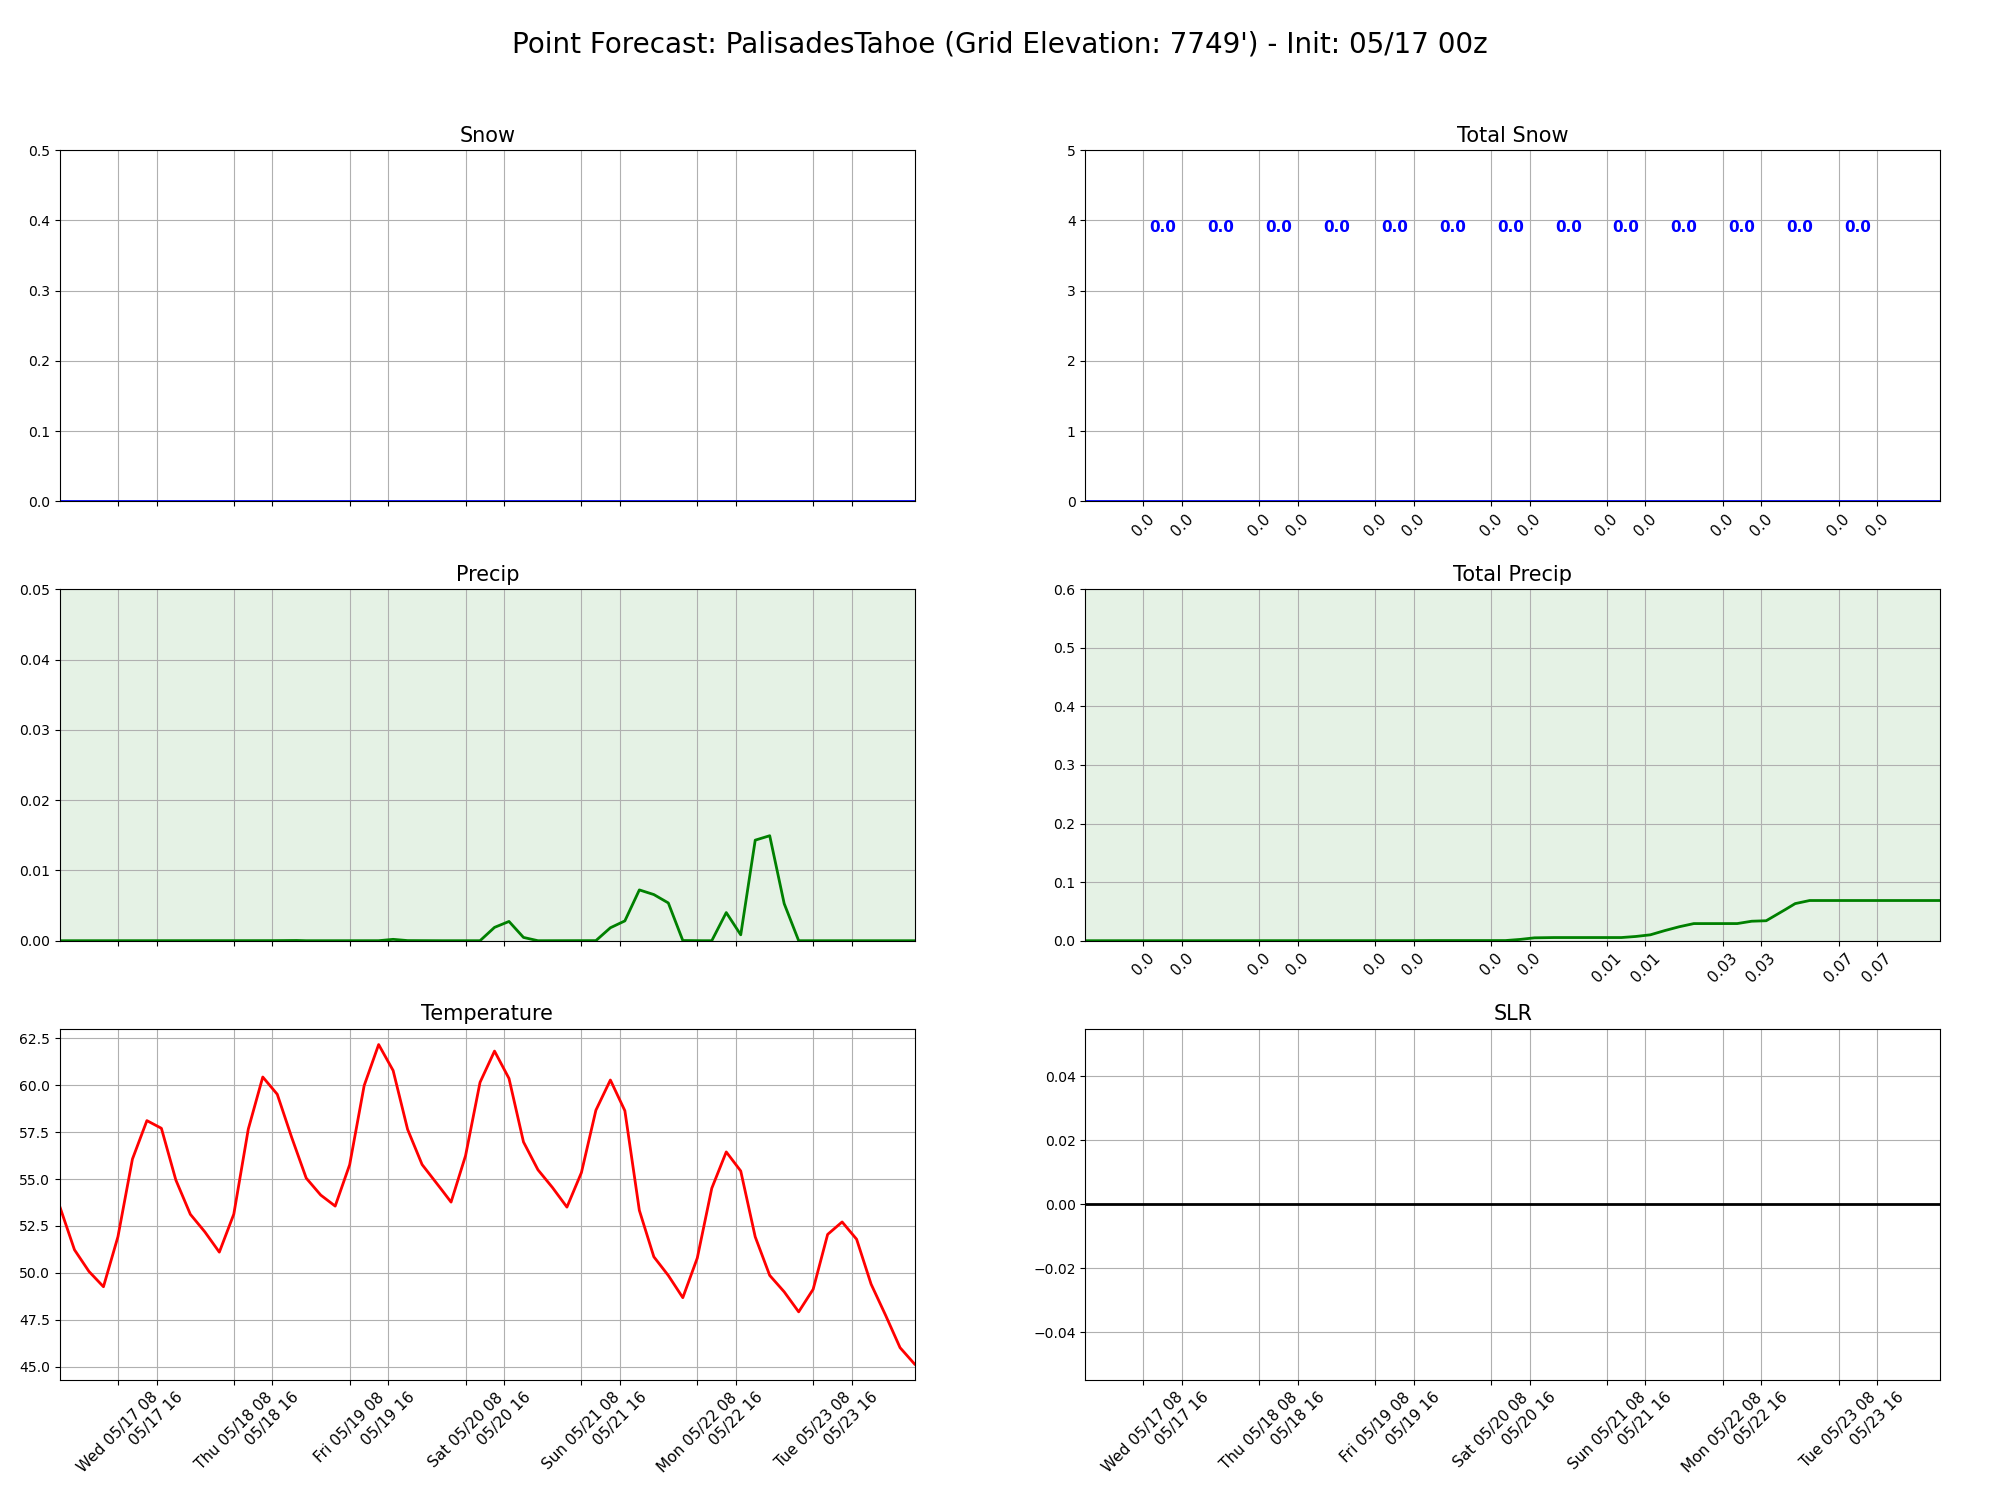 Point Forecast: PalisadesTahoe (Grid Elevation: 7749') - Init: 05/17 00z
Snow
0.5
0.4
0.3
0.2
0.1
0.0
Total Snow
5
4
3
2
1
0
0.0 0.0 0.0 0.0 0.0 0.0 0.0 0.0 0.0 0.0 0.0 0.0 0.0
0.0 0.0 0.0 0.0 0.0 0.0 0.0 0.0 0.0 0.0 0.0 0.0 0.0 0.0
Precip
0.05
0.04
0.03
0.02
0.01
0.00
Total Precip
0.6
0.5
0.4
0.3
0.2
0.1
0.0
0.0 0.0 0.0 0.0 0.0 0.0 0.0 0.0 0.01 0.01 0.03 0.03 0.07 0.07
Temperature
62.5
60.0
57.5
55.0
52.5
50.0
47.5
45.0
Wed 05/17 08
05/17 16
Thu 05/18 08
05/18 16
Fri 05/19 08
05/19 16
Sat 05/20 08
05/20 16
Sun 05/21 08
05/21 16
Mon 05/22 08
05/22 16
Tue 05/23 08
05/23 16
SLR
0.04
0.02
0.00
−0.02
−0.04
Wed 05/17 08
05/17 16
Thu 05/18 08
05/18 16
Fri 05/19 08
05/19 16
Sat 05/20 08
05/20 16
Sun 05/21 08
05/21 16
Mon 05/22 08
05/22 16
Tue 05/23 08
05/23 16